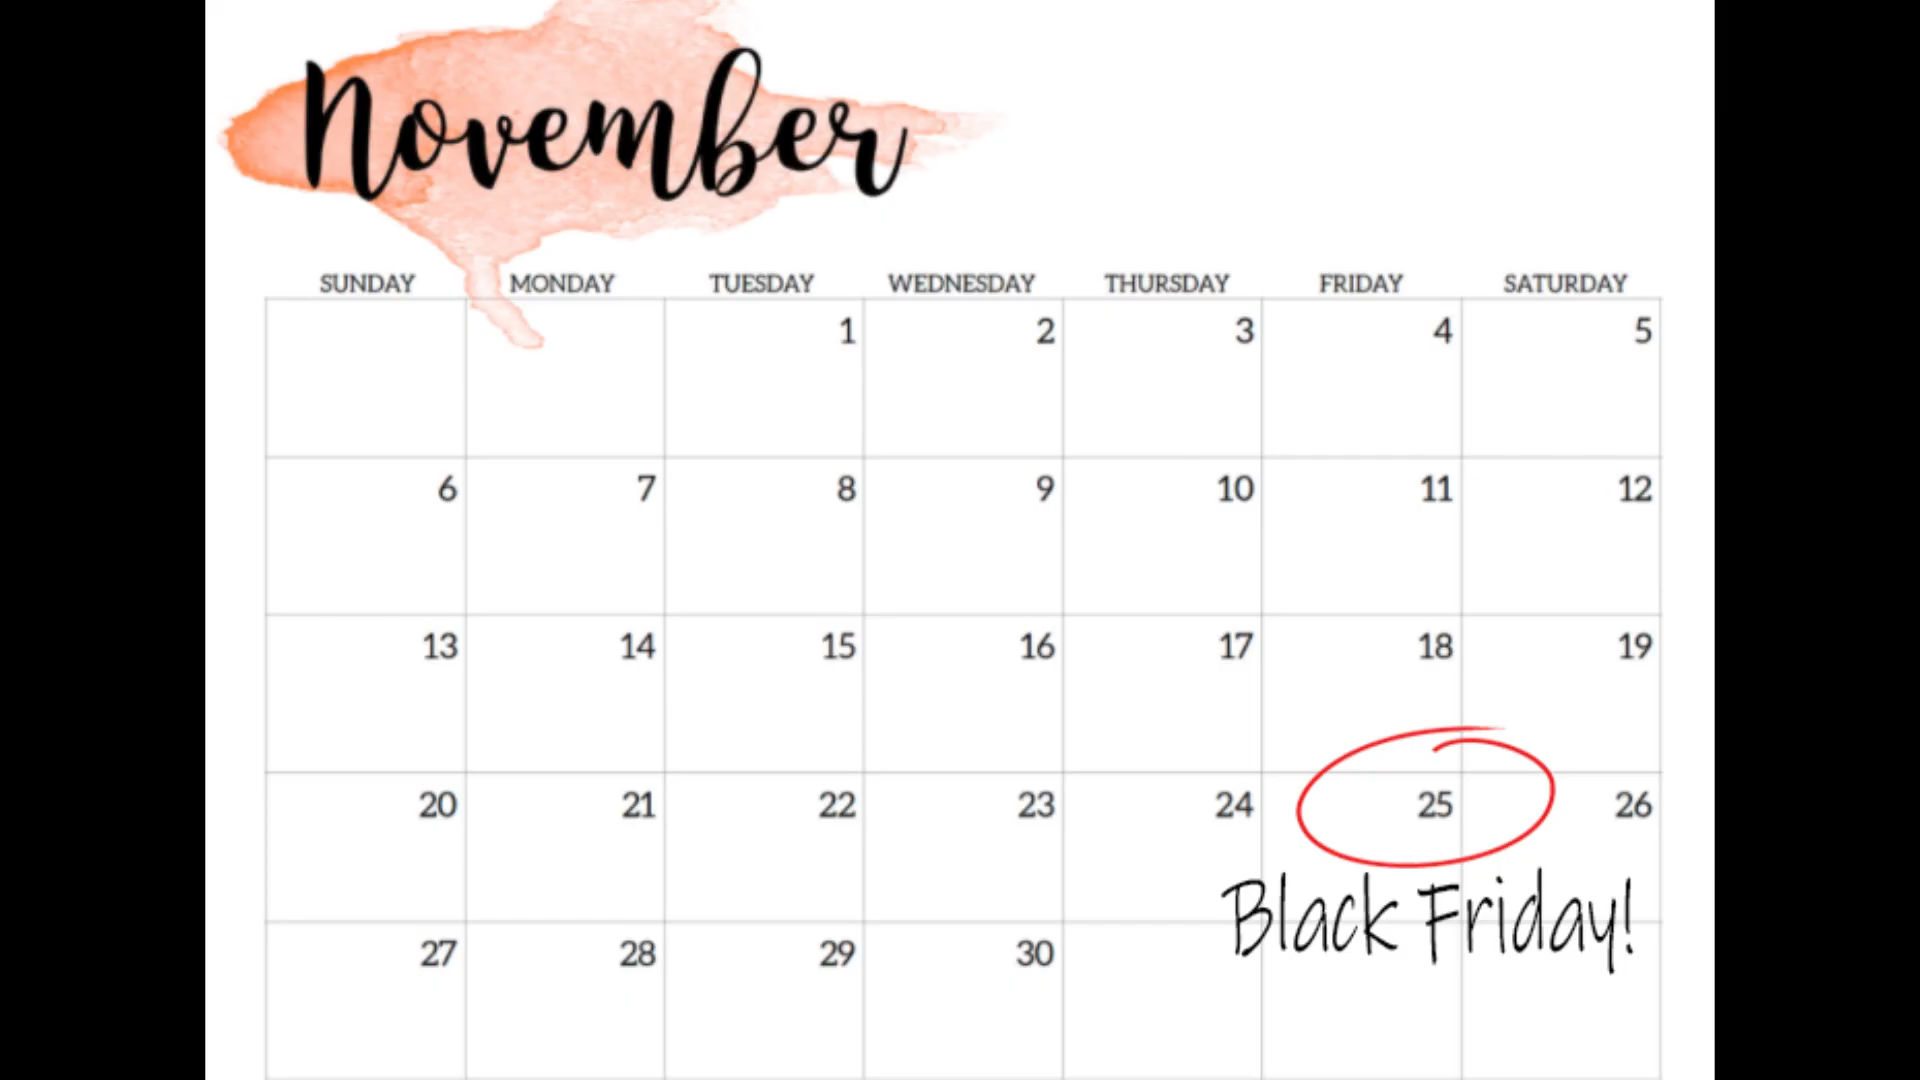 November
SUNDAY MONDAY TUESDAY WEDNESDAY THURSDAY FRIDAY SATURDAY
1 2 3 4 5
6 7 8 9 10 11 12
13 14 15 16 17 18 19
20 21 22 23 24 25 26
Black Friday!
27 28 29 30